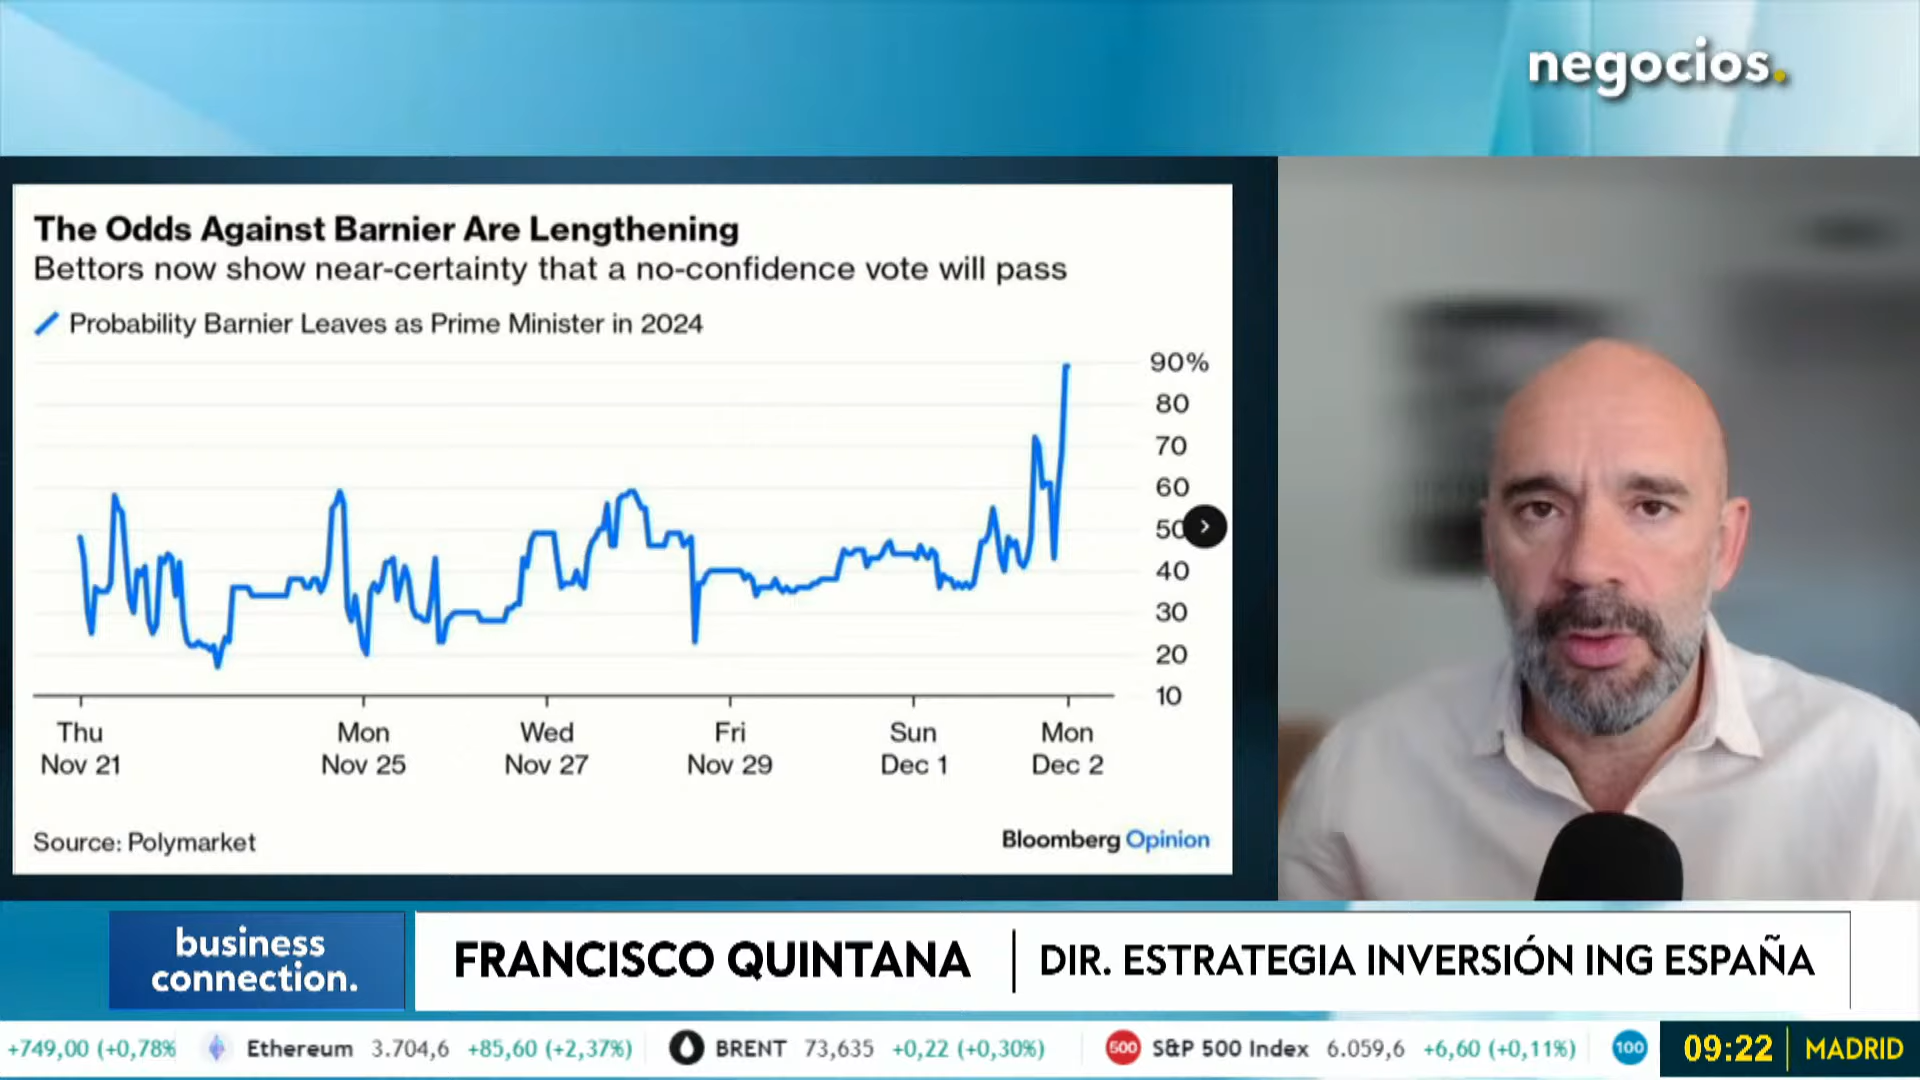 negocios.
The Odds Against Barnier Are Lengthening
Bettors now show near-certainty that a no-confidence vote will pass
Probability Barnier Leaves as Prime Minister in 2024
90%
80
70
60
50
40
30
20
10
Thu Mon Wed Fri Sun Mon
Nov 21 Nov 25 Nov 27 Nov 29 Dec 1 Dec 2
Source: Polymarket
Bloomberg Opinion
business
connection.
FRANCISCO QUINTANA | DIR. ESTRATEGIA INVERSIÓN ING ESPAÑA
+749,00 (+0,78% Ethereum 3.704,6 +85,60 (+2,37%) BRENT 73,635 +0,22 (+0,30%) 500 S&P 500 Index 6.059,6 +6,60 (+0,11%) 100 09:22 MADRID